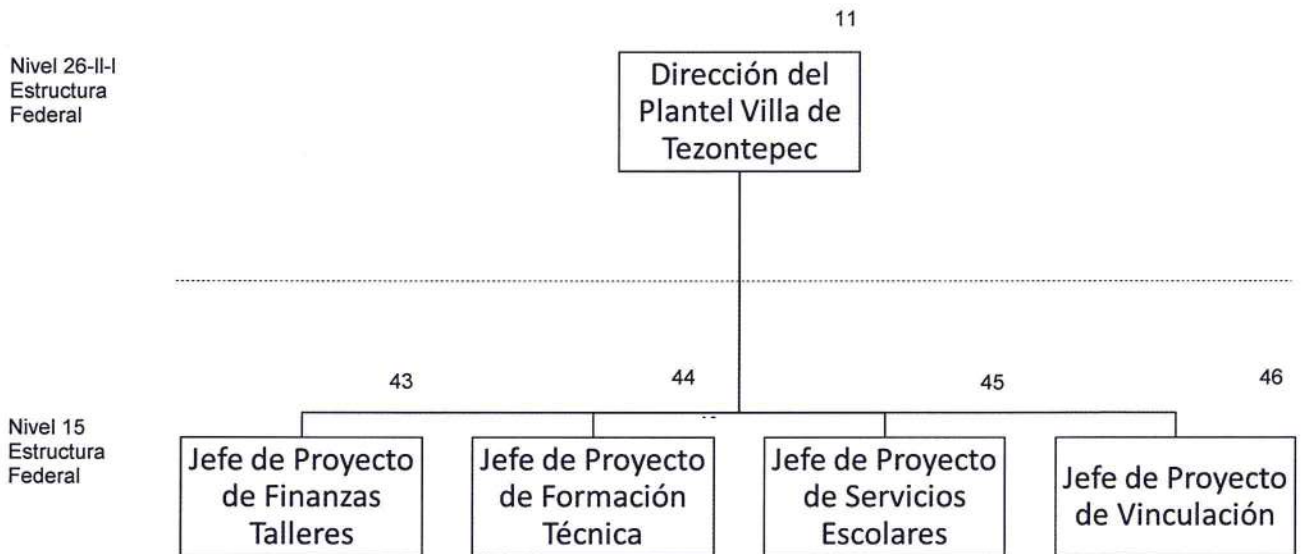 11
Nivel 26-II-I
Estructura
Federal
Dirección del
Plantel Villa de
Tezontepec
43
44
45
46
Nivel 15
Estructura
Federal
Jefe de Proyecto
de Finanzas
Talleres
Jefe de Proyecto
de Formación
Técnica
Jefe de Proyecto
de Servicios
Escolares
Jefe de Proyecto
de Vinculación